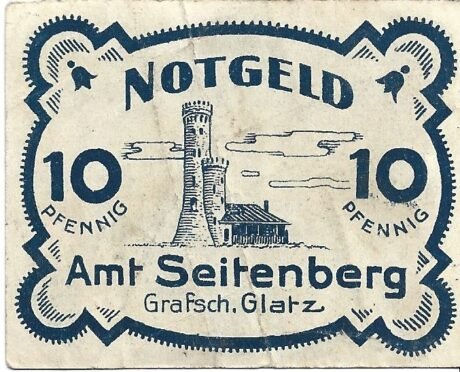 NOTGELD
10 PFENNIG
10 PFENNIG
Amt Seitenberg
Grafsch. Glatz